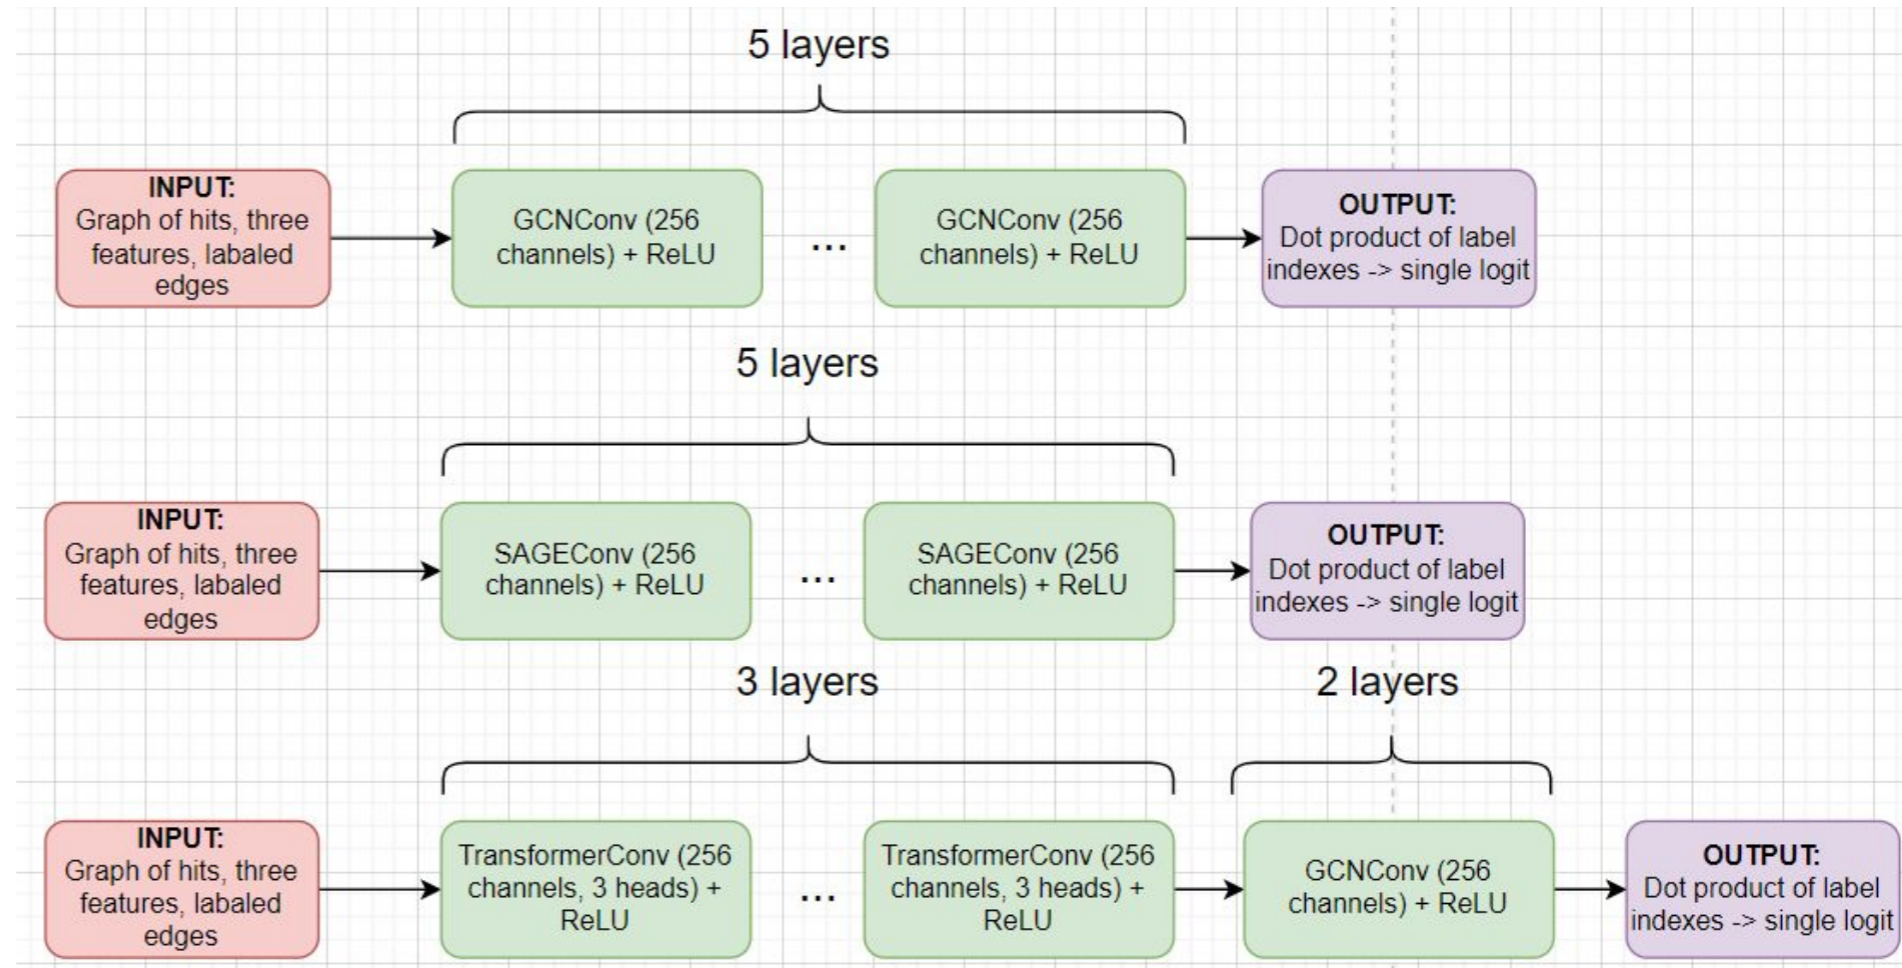 5 layers
INPUT:
Graph of hits, three
features, labaled
edges
GCNConv (256
channels) + ReLU
...
GCNConv (256
channels) + ReLU
OUTPUT:
Dot product of label
indexes -> single logit
5 layers
INPUT:
Graph of hits, three
features, labaled
edges
SAGEConv (256
channels) + ReLU
...
SAGEConv (256
channels) + ReLU
OUTPUT:
Dot product of label
indexes -> single logit
3 layers
2 layers
INPUT:
Graph of hits, three
features, labaled
edges
TransformerConv (256
channels, 3 heads) +
ReLU
...
TransformerConv (256
channels, 3 heads) +
ReLU
GCNConv (256
channels) + ReLU
OUTPUT:
Dot product of label
indexes -> single logit